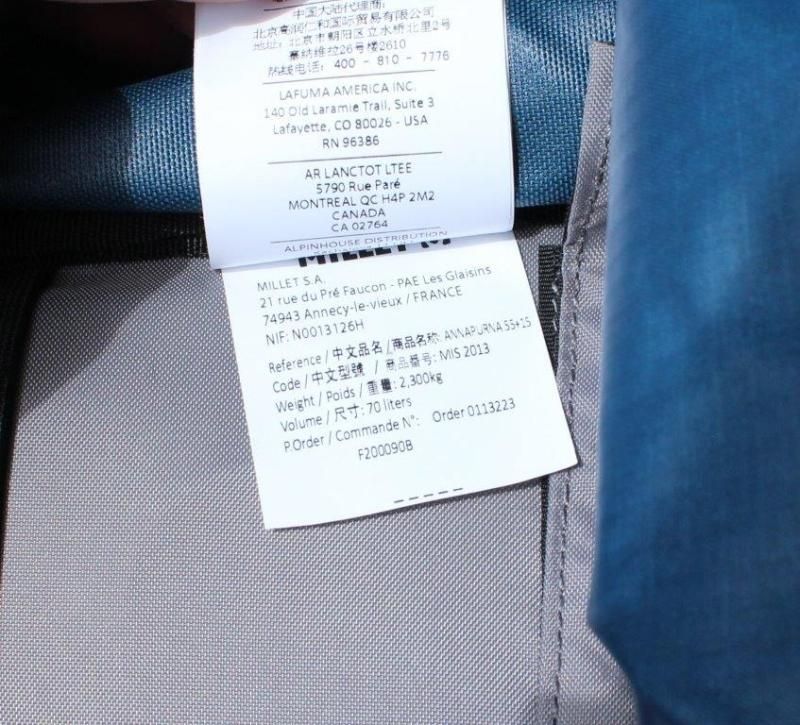 中国大陆代理商:
北京高润仁和国际贸易有限公司
地址: 北京市朝阳区立水桥北里2号
慕纳维拉26号楼2610
热线电话: 400 - 810 - 7776
LAFUMA AMERICA INC.
140 Old Laramie Trail, Suite 3
Lafayette, CO 80026 - USA
RN 96386
AR LANCTOT LTEE
5790 Rue Paré
MONTREAL QC H4P 2M2
CANADA
CA 02764
ALPINHOUSE DISTRIBUTION
MILLET
MILLET S.A.
21 rue du Pré Faucon - PAE Les Glaisins
74943 Annecy-le-vieux / FRANCE
NIF: N0013126H
Reference / 中文品名 / 商品名称: ANNAPURNA 55+15
Code / 中文型號 / 商品番号: MIS 2013
Weight / Poids / 重量: 2,300kg
Volume / 尺寸: 70 liters
P.Order / Commande N°: Order 0113223
F200090B